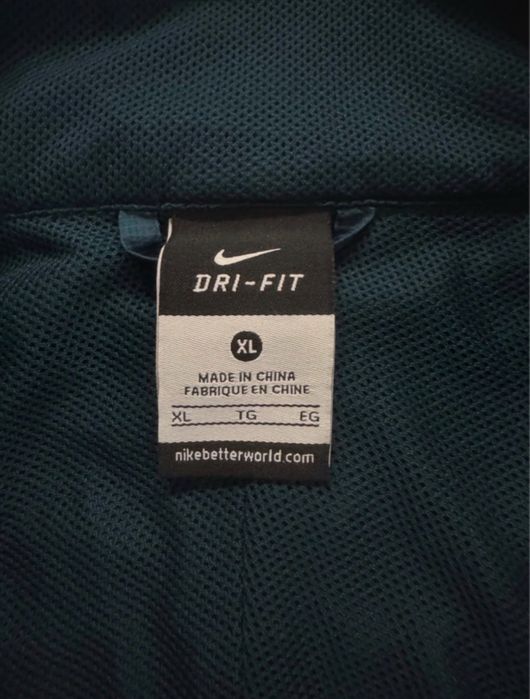 DRI-FIT
XL
MADE IN CHINA
FABRIQUE EN CHINE
XL TG EG
nikebetterworld.com